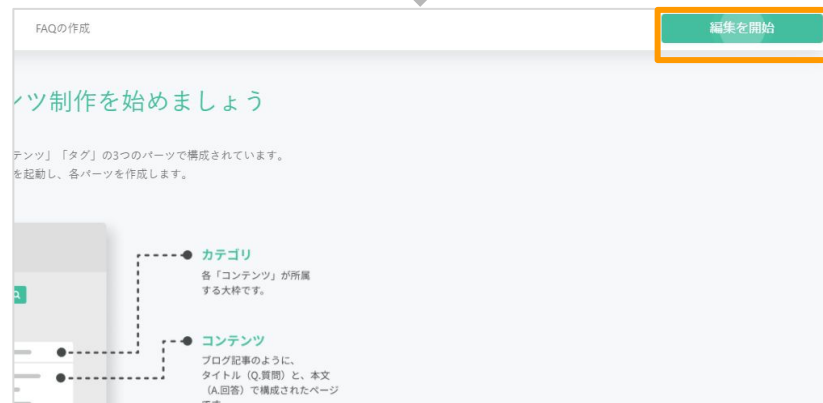 FAQの作成
編集を開始
ンツ制作を始めましょう
テンツ」「タグ」の3つのパーツで構成されています。
を起動し、各パーツを作成します。
カテゴリ
各「コンテンツ」が所属
する大枠です。
コンテンツ
ブログ記事のように、
タイトル（Q.質問）と、本文
（A.回答）で構成されたページ
です